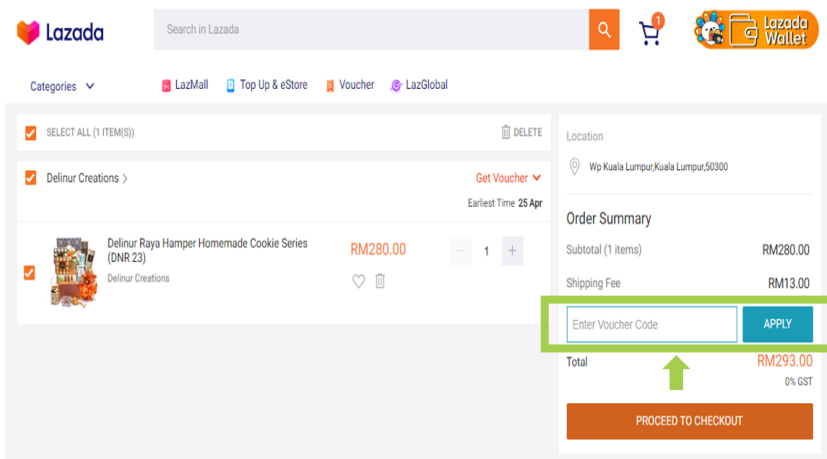 Lazada
Search in Lazada
1
Lazada
Wallet
Categories
LazMall
Top Up & eStore
Voucher
LazGlobal
SELECT ALL (1 ITEM(S))
DELETE
Delinur Creations >
Get Voucher
Earliest Time 25 Apr
Delinur Raya Hamper Homemade Cookie Series
(DNR 23)
Delinur Creations
RM280.00
− 1 +
Location
Wp Kuala Lumpur,Kuala Lumpur,50300
Order Summary
Subtotal (1 items) RM280.00
Shipping Fee RM13.00
Enter Voucher Code APPLY
Total RM293.00
0% GST
PROCEED TO CHECKOUT